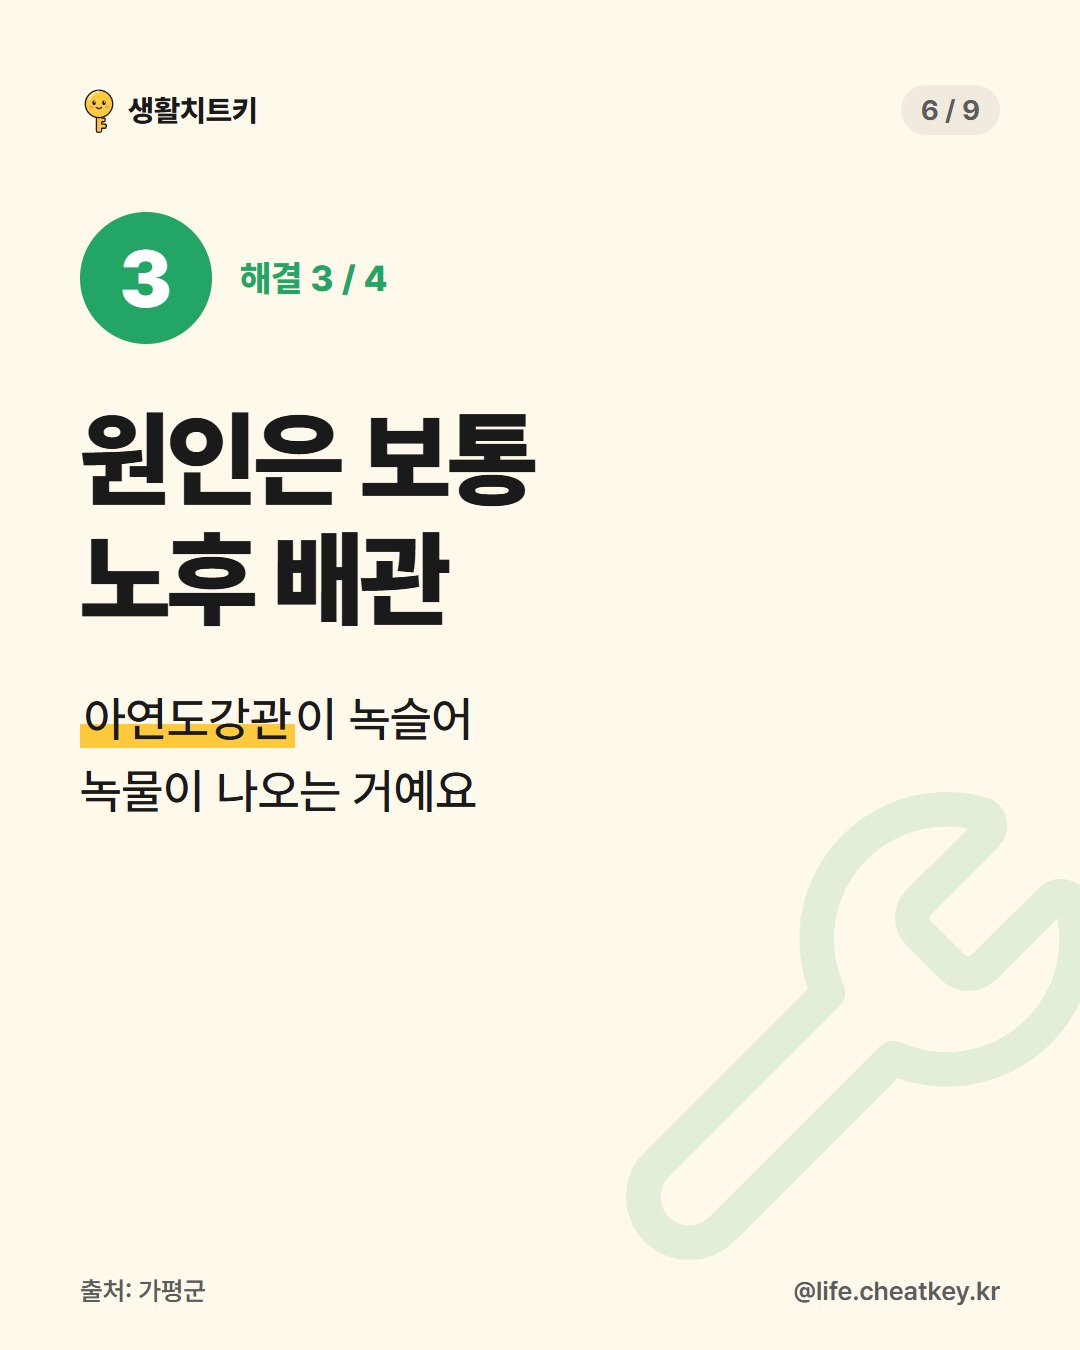 생활치트키
6 / 9
3
해결 3 / 4
원인은 보통
노후 배관
아연도강관이 녹슬어
녹물이 나오는 거예요
출처: 가평군
@life.cheatkey.kr